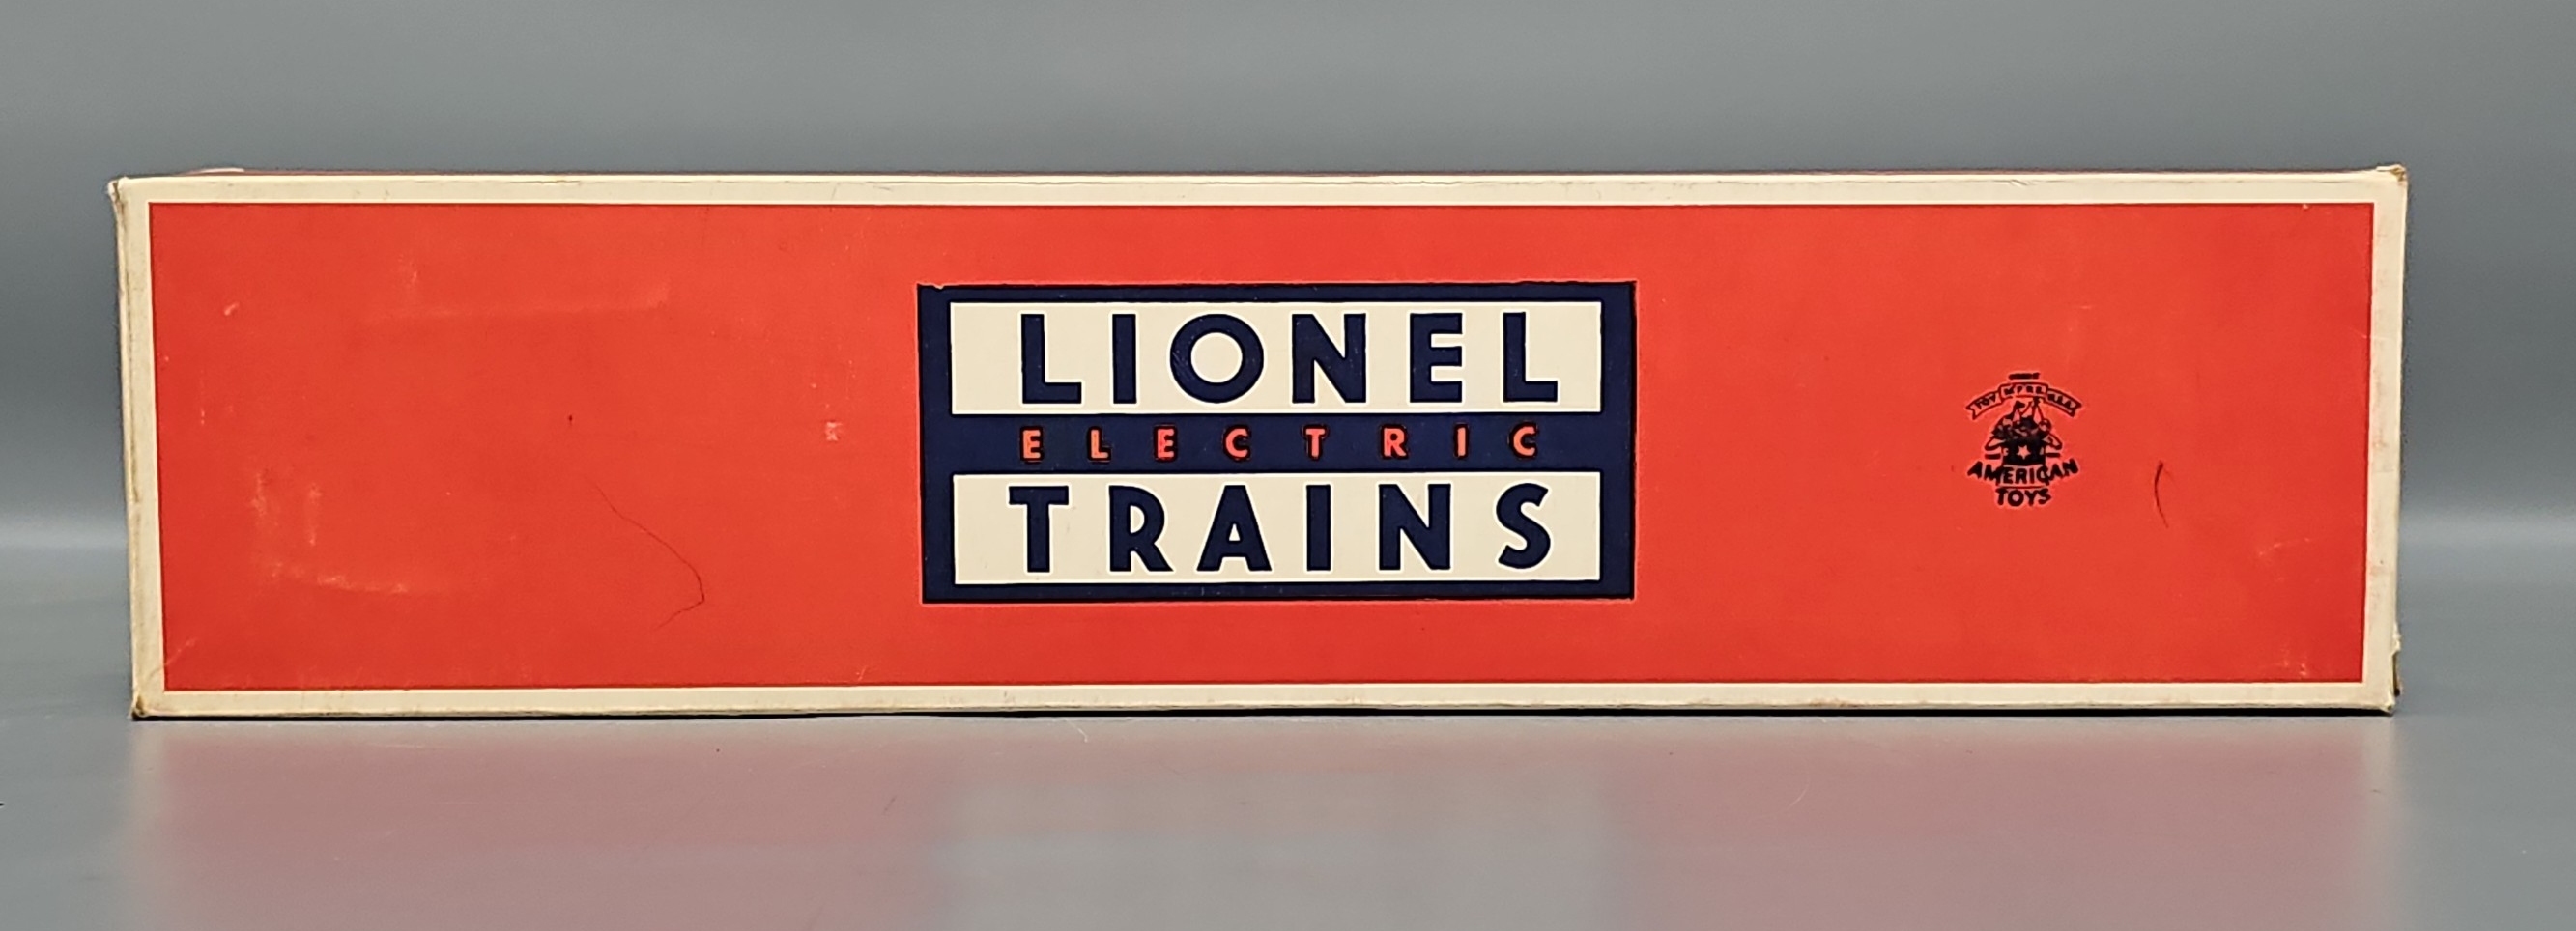 LIONEL
ELECTRIC
TRAINS
TOY MFRS. U.S.A.
AMERICAN
TOYS